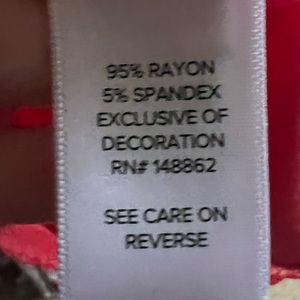 95% RAYON
5% SPANDEX
EXCLUSIVE OF
DECORATION
RN# 148862
SEE CARE ON
REVERSE